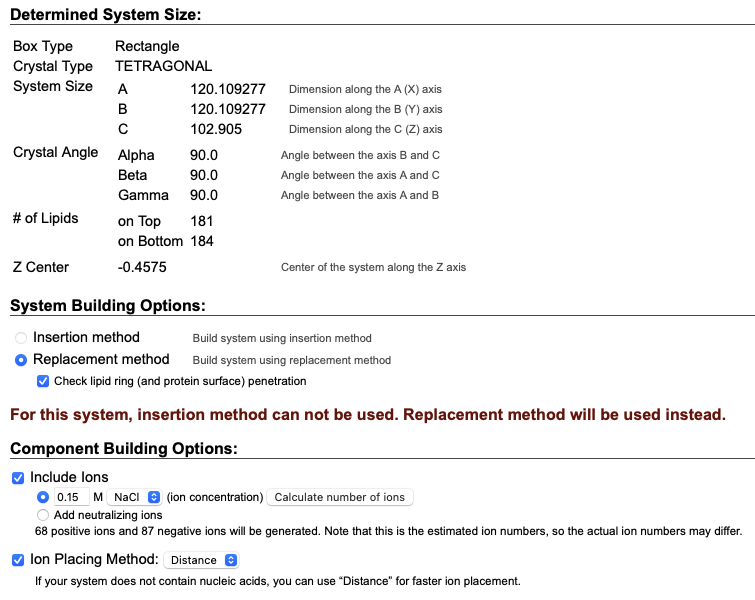 Determined System Size:
Box Type Rectangle
Crystal Type TETRAGONAL
System Size A 120.109277 Dimension along the A (X) axis
B 120.109277 Dimension along the B (Y) axis
C 102.905 Dimension along the C (Z) axis
Crystal Angle Alpha 90.0 Angle between the axis B and C
Beta 90.0 Angle between the axis A and C
Gamma 90.0 Angle between the axis A and B
# of Lipids on Top 181
on Bottom 184
Z Center -0.4575 Center of the system along the Z axis
System Building Options:
Insertion method Build system using insertion method
Replacement method Build system using replacement method
Check lipid ring (and protein surface) penetration
For this system, insertion method can not be used. Replacement method will be used instead.
Component Building Options:
Include Ions
0.15 M NaCl (ion concentration) Calculate number of ions
Add neutralizing ions
68 positive ions and 87 negative ions will be generated. Note that this is the estimated ion numbers, so the actual ion numbers may differ.
Ion Placing Method: Distance
If your system does not contain nucleic acids, you can use “Distance” for faster ion placement.